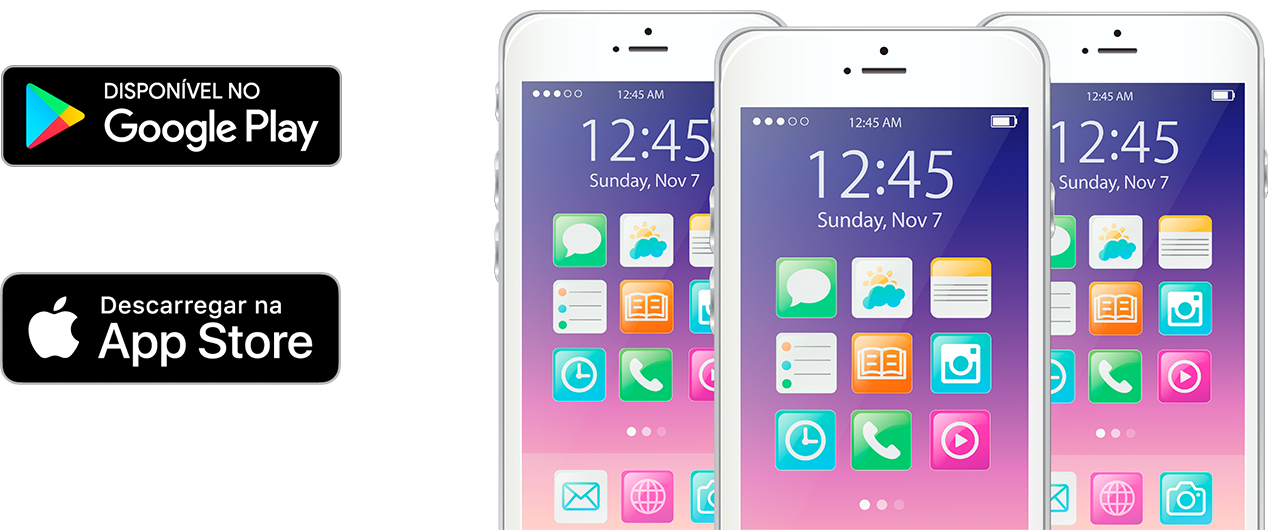 DISPONÍVEL NO
Google Play
Descarregar na
App Store
12:45 AM
12:45
Sunday, Nov 7
12:45 AM
12:45
Sunday, Nov 7
12:45 AM
12:45
Sunday, Nov 7